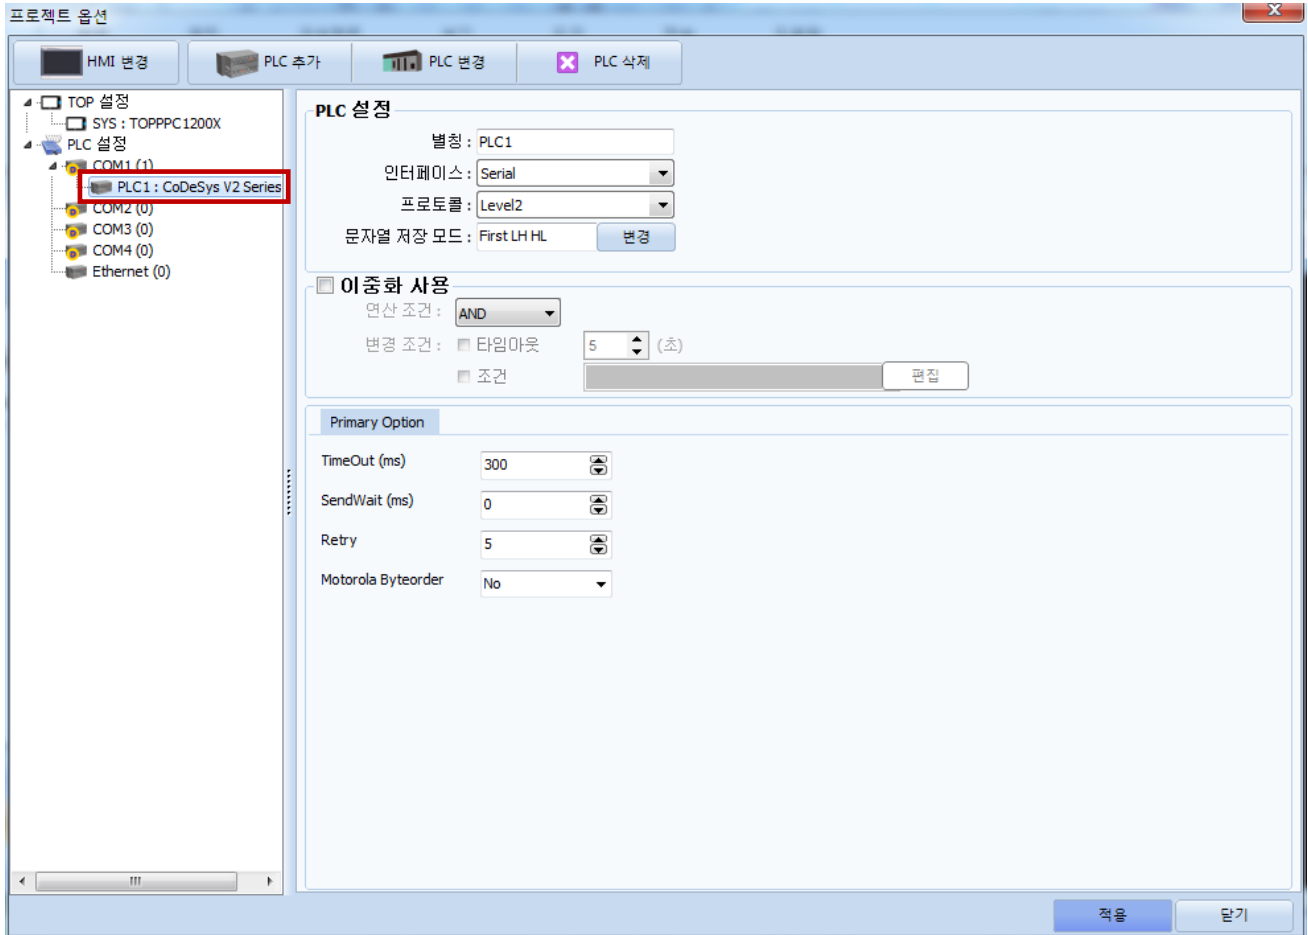 프로젝트 옵션
HMI 변경 PLC 추가 PLC 변경 PLC 삭제
TOP 설정
SYS : TOPPPC1200X
PLC 설정
COM1 (1)
PLC1 : CoDeSys V2 Series
COM2 (0)
COM3 (0)
COM4 (0)
Ethernet (0)
PLC 설정
별칭 : PLC1
인터페이스 : Serial
프로토콜 : Level2
문자열 저장 모드 : First LH HL 변경
이중화 사용
연산 조건 : AND
변경 조건 : 타임아웃 5 (초)
조건 편집
Primary Option
TimeOut (ms) 300
SendWait (ms) 0
Retry 5
Motorola Byteorder No
적용 닫기